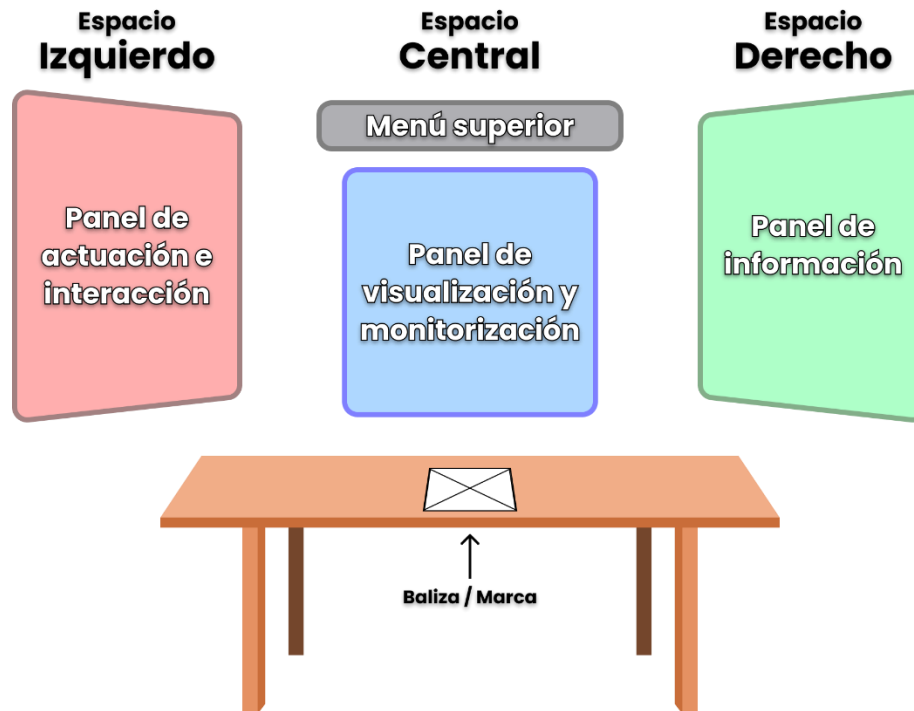 Espacio
Izquierdo
Espacio
Central
Espacio
Derecho
Menú superior
Panel de
actuación e
interacción
Panel de
visualización y
monitorización
Panel de
información
Baliza / Marca